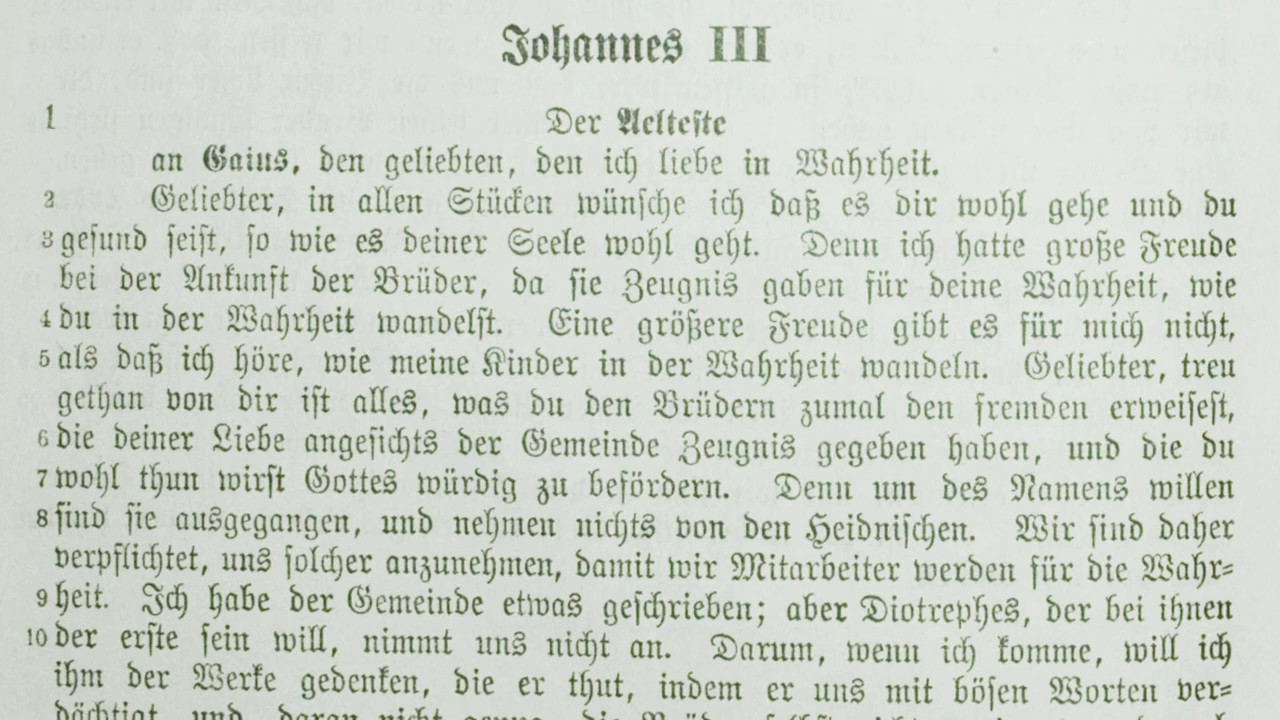 Johannes III
1 Der Aelteste
an Gaius, den geliebten, den ich liebe in Wahrheit.
2 Geliebter, in allen Stücken wünsche ich daß es dir wohl gehe und du
3 gesund seist, so wie es deiner Seele wohl geht. Denn ich hatte große Freude
bei der Ankunft der Brüder, da sie Zeugnis gaben für deine Wahrheit, wie
4 du in der Wahrheit wandelst. Eine größere Freude gibt es für mich nicht,
5 als daß ich höre, wie meine Kinder in der Wahrheit wandeln. Geliebter, treu
gethan von dir ist alles, was du den Brüdern zumal den fremden erweisest,
6 die deiner Liebe angesichts der Gemeinde Zeugnis gegeben haben, und die du
7 wohl thun wirst Gottes würdig zu befördern. Denn um des Namens willen
8 sind sie ausgegangen, und nehmen nichts von den Heidnischen. Wir sind daher
verpflichtet, uns solcher anzunehmen, damit wir Mitarbeiter werden für die Wahr-
9 heit. Ich habe der Gemeinde etwas geschrieben; aber Diotrephes, der bei ihnen
10 der erste sein will, nimmt uns nicht an. Darum, wenn ich komme, will ich
ihm der Werke gedenken, die er thut, indem er uns mit bösen Worten ver-
dächtigt, und daran nicht